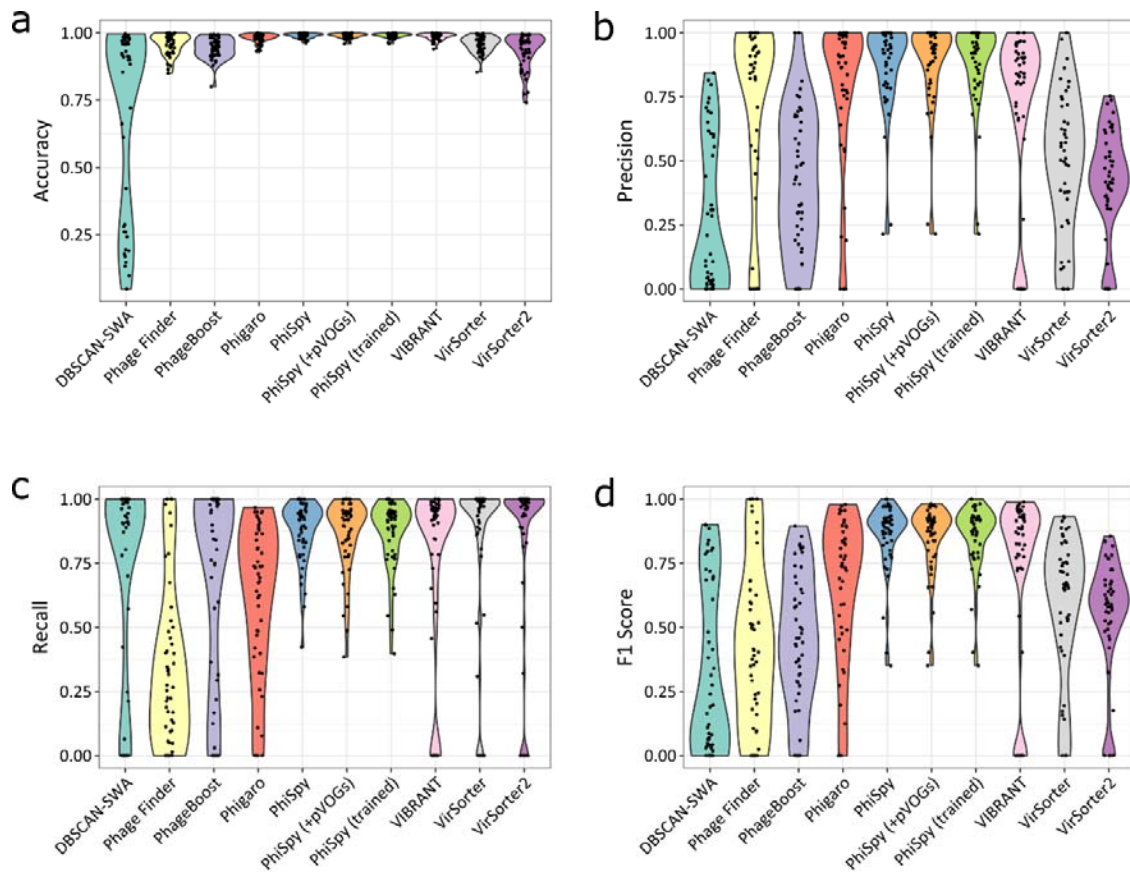 a
Accuracy
1.00
0.75
0.50
0.25
DBSCAN-SWA
Phage Finder
PhageBoost
Phigaro
PhiSpy
PhiSpy (+pVOGs)
PhiSpy (trained)
VIBRANT
VirSorter
VirSorter2
b
Precision
1.00
0.75
0.50
0.25
0.00
DBSCAN-SWA
Phage Finder
PhageBoost
Phigaro
PhiSpy
PhiSpy (+pVOGs)
PhiSpy (trained)
VIBRANT
VirSorter
VirSorter2
c
Recall
1.00
0.75
0.50
0.25
0.00
DBSCAN-SWA
Phage Finder
PhageBoost
Phigaro
PhiSpy
PhiSpy (+pVOGs)
PhiSpy (trained)
VIBRANT
VirSorter
VirSorter2
d
F1 Score
1.00
0.75
0.50
0.25
0.00
DBSCAN-SWA
Phage Finder
PhageBoost
Phigaro
PhiSpy
PhiSpy (+pVOGs)
PhiSpy (trained)
VIBRANT
VirSorter
VirSorter2